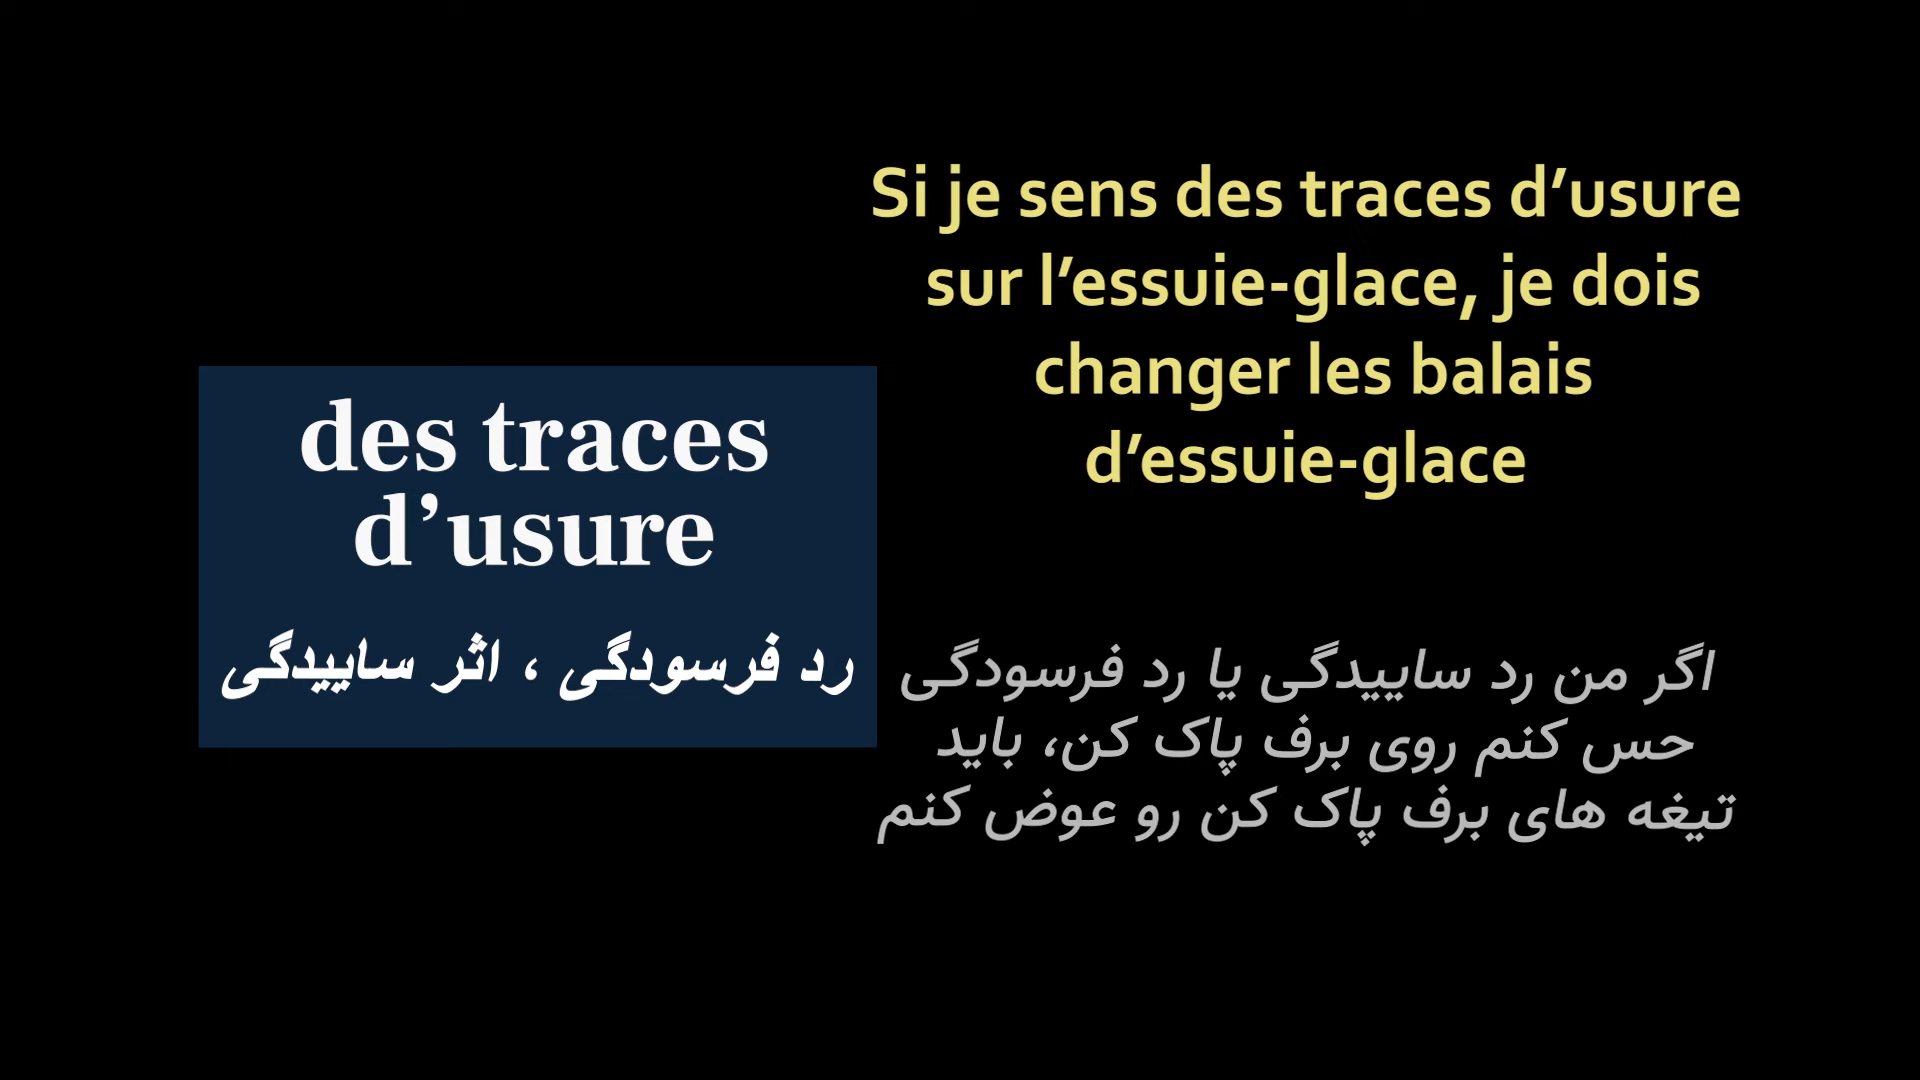 des traces
d’usure
رد فرسودگی ، اثر ساییدگی
Si je sens des traces d’usure
sur l’essuie-glace, je dois
changer les balais
d’essuie-glace
اگر من رد ساییدگی یا رد فرسودگی
حس کنم روی برف پاک کن، باید
تیغه های برف پاک کن رو عوض کنم